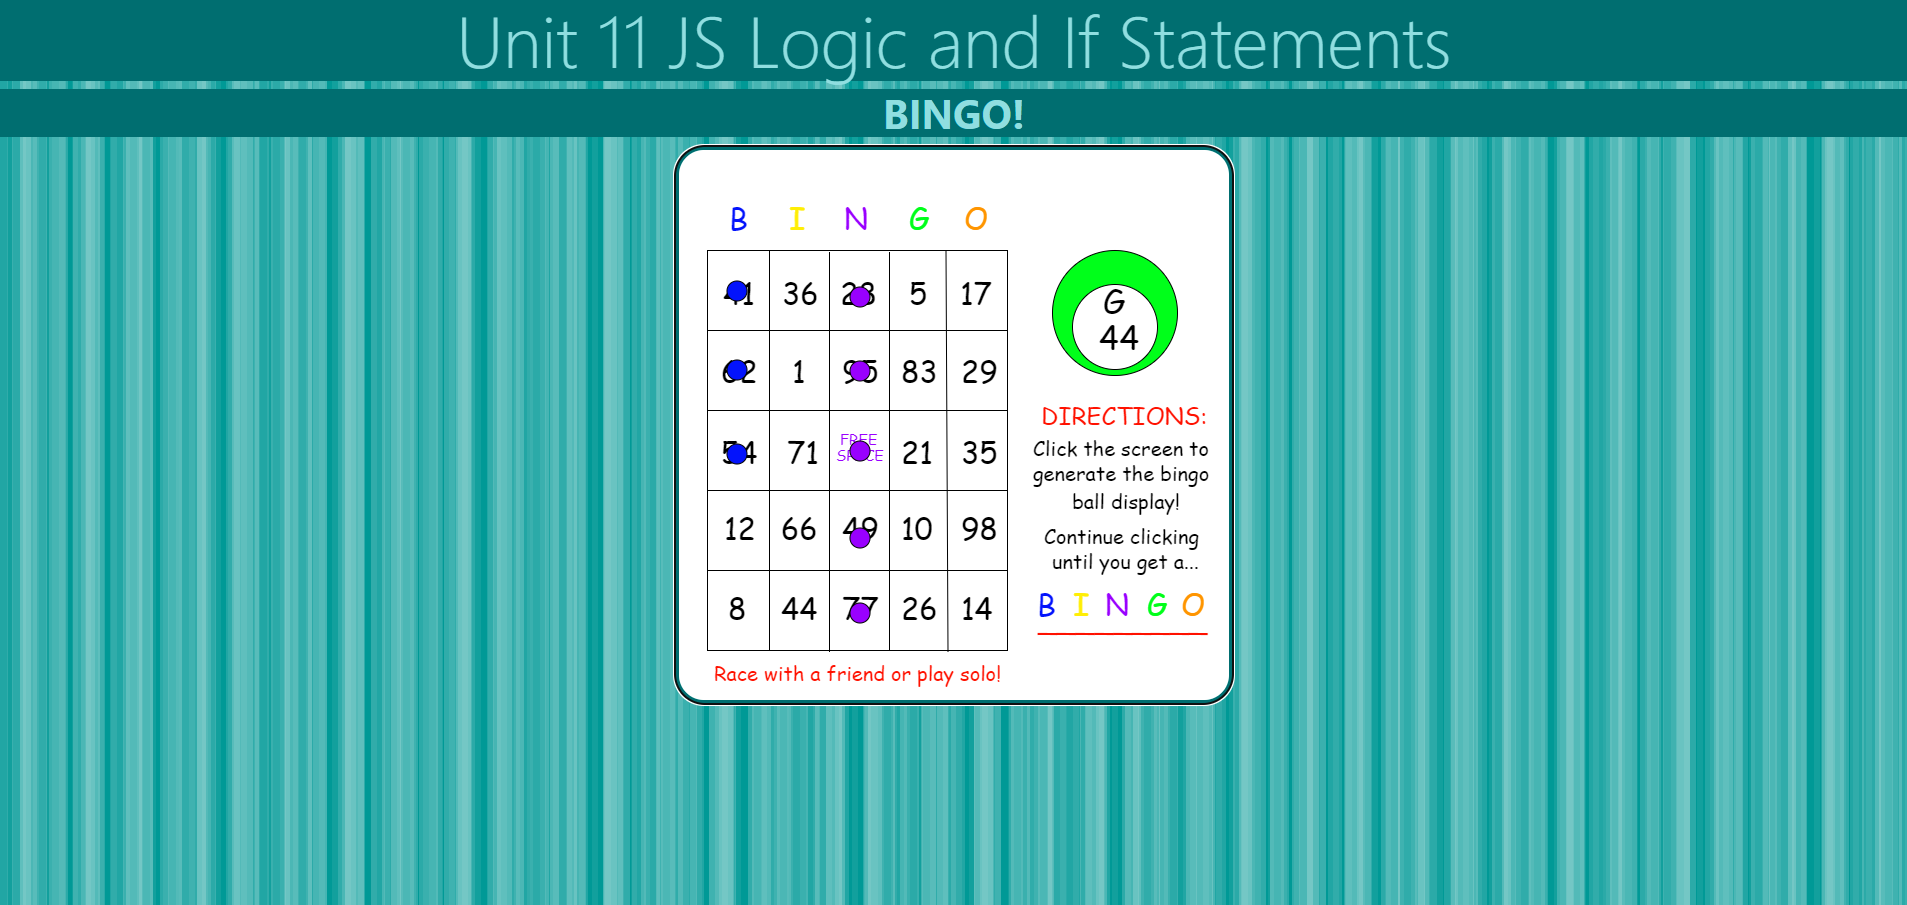 Unit 11 JS Logic and If Statements
BINGO!
B I N G O
41 36 23 5 17
62 1 95 83 29
54 71 FREE SPACE 21 35
12 66 49 10 98
8 44 77 26 14
Race with a friend or play solo!
G
44
DIRECTIONS:
Click the screen to
generate the bingo
ball display!
Continue clicking
until you get a...
B I N G O